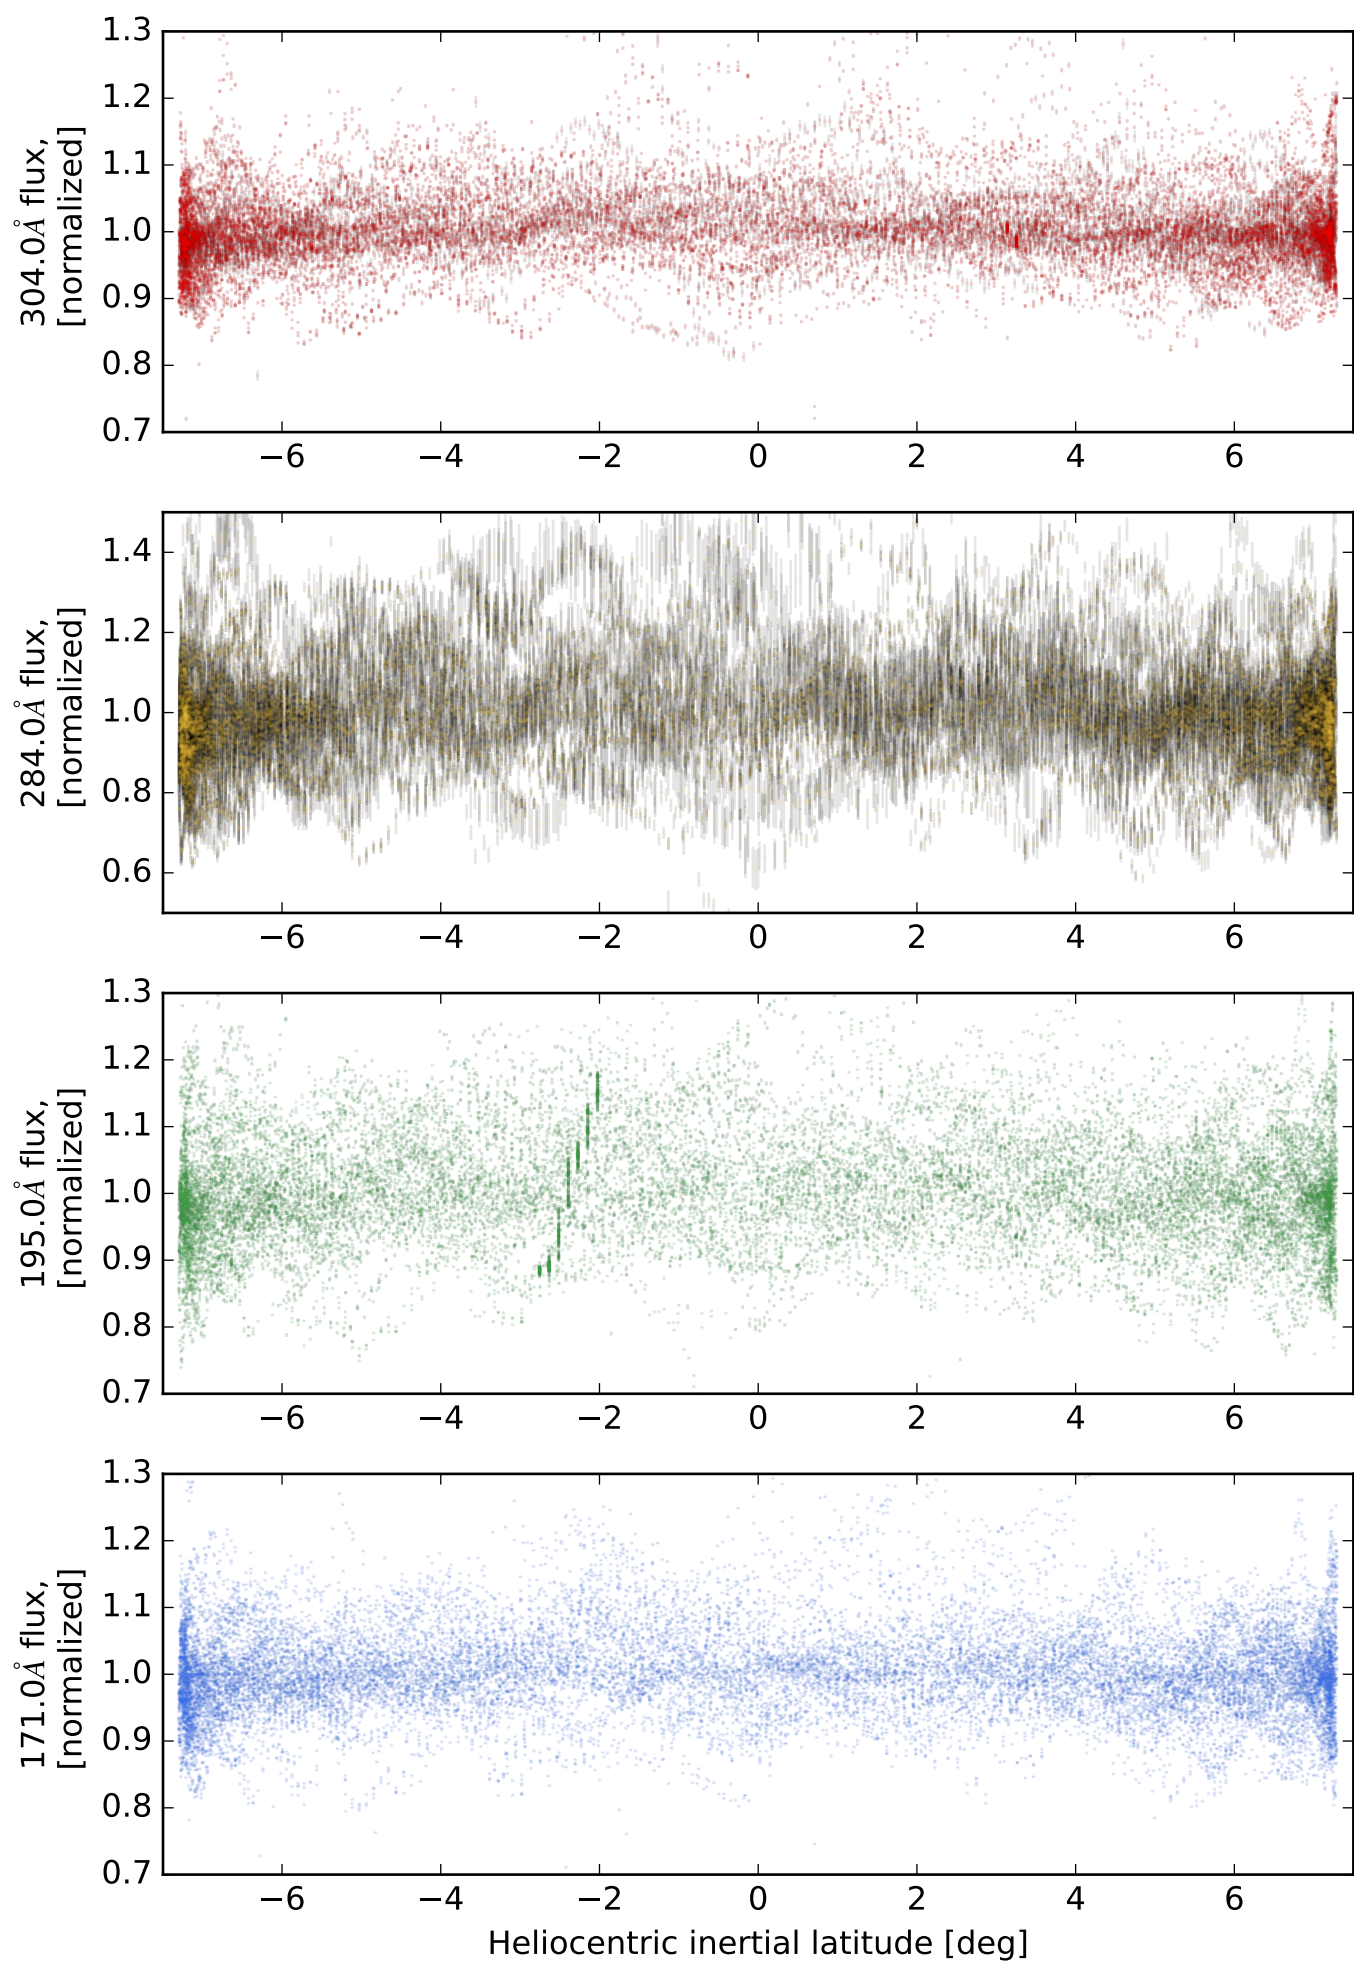 304.0Å flux,
[normalized]
1.3
1.2
1.1
1.0
0.9
0.8
0.7
−6 −4 −2 0 2 4 6
284.0Å flux,
[normalized]
1.4
1.2
1.0
0.8
0.6
−6 −4 −2 0 2 4 6
195.0Å flux,
[normalized]
1.3
1.2
1.1
1.0
0.9
0.8
0.7
−6 −4 −2 0 2 4 6
171.0Å flux,
[normalized]
1.3
1.2
1.1
1.0
0.9
0.8
0.7
−6 −4 −2 0 2 4 6
Heliocentric inertial latitude [deg]